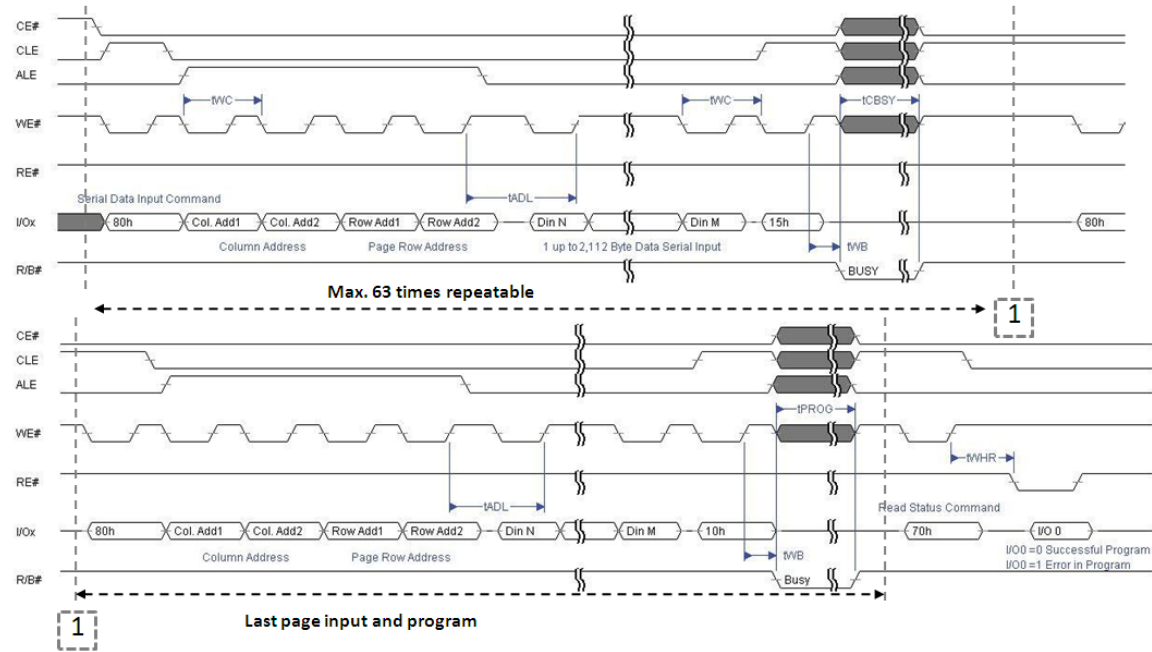 CE#
CLE
ALE
tWC tWC tCBSY
WE#
RE#
tADL
Serial Data Input Command
I/Ox 80h Col. Add1 Col. Add2 Row Add1 Row Add2 Din N Din M 15h 80h
Column Address Page Row Address 1 up to 2,112 Byte Data Serial Input tWB
R/B# BUSY
Max. 63 times repeatable
1
CE#
CLE
ALE
tPROG
WE#
tWHR
RE#
tADL Read Status Command
I/Ox 80h Col. Add1 Col. Add2 Row Add1 Row Add2 Din N Din M 10h 70h I/O 0
Column Address Page Row Address tWB I/O0 =0 Successful Program
I/O0 =1 Error in Program
R/B# Busy
Last page input and program
1